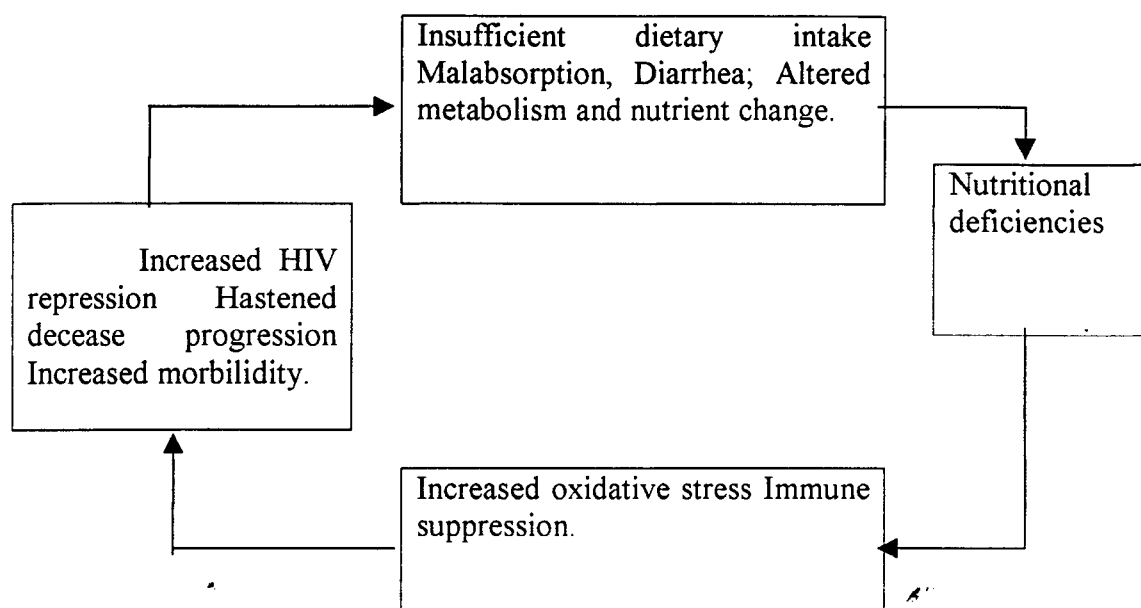 Insufficient dietary intake
Malabsorption, Diarrhea; Altered
metabolism and nutrient change.
Nutritional
deficiencies
Increased HIV
repression Hastened
decease progression
Increased morbilidity.
Increased oxidative stress Immune
suppression.